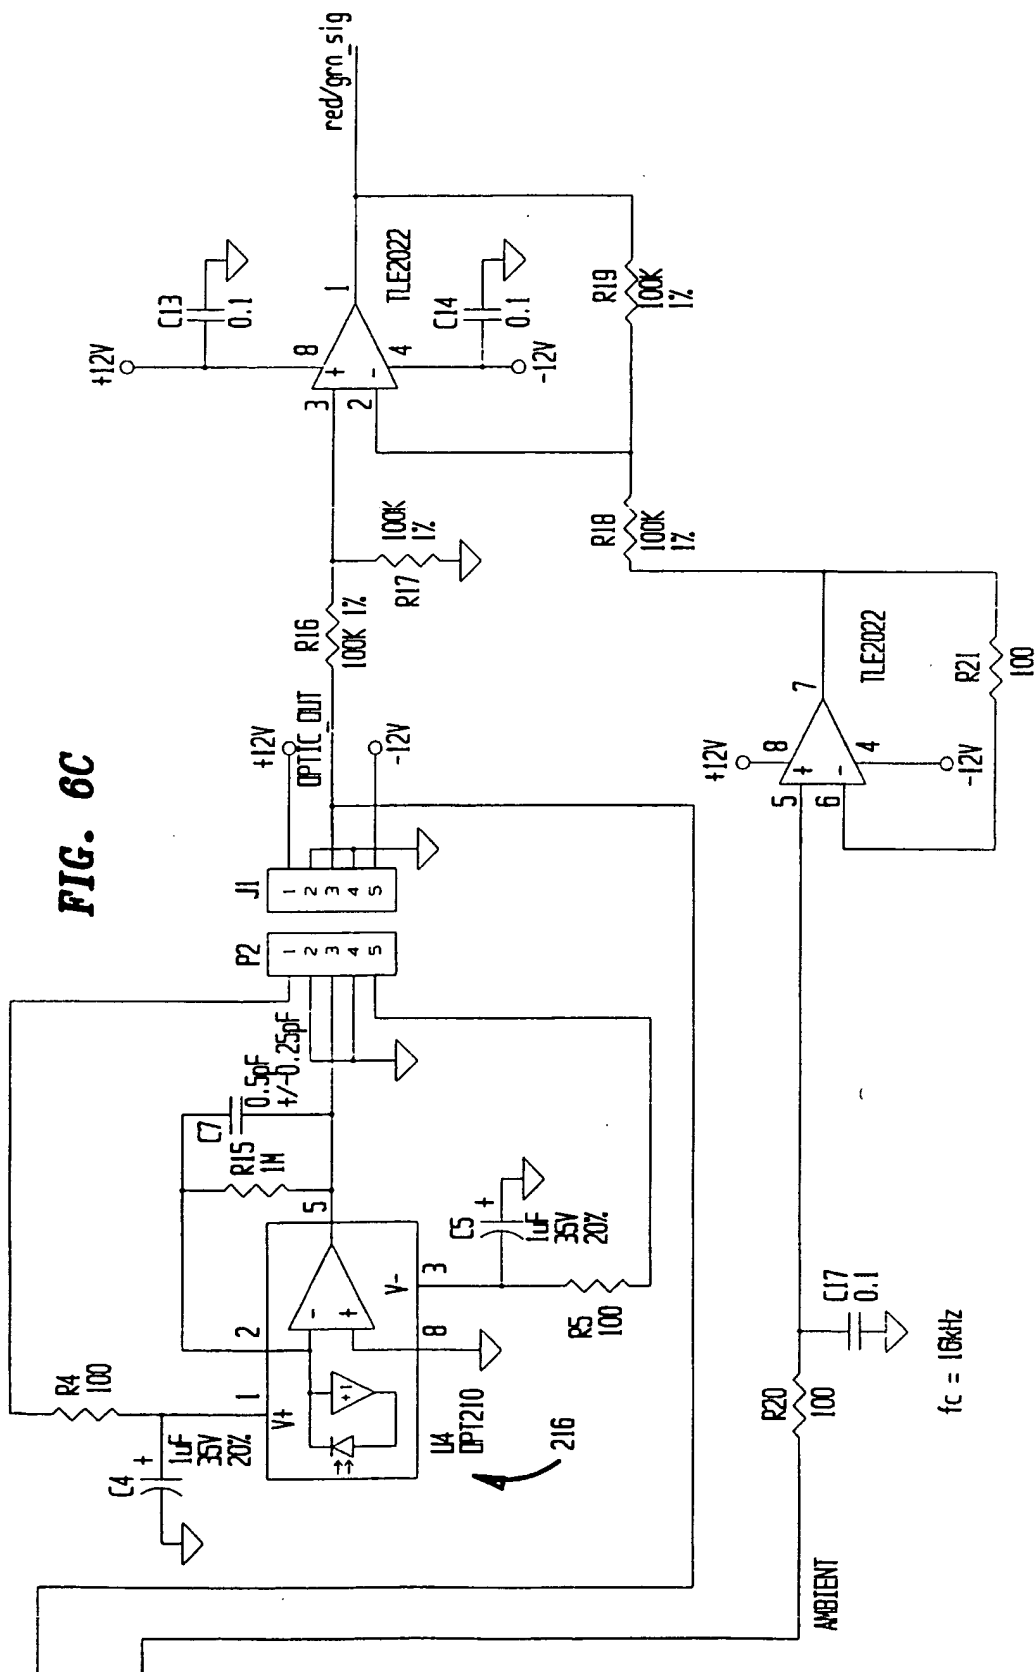 FIG. 6C
R4
100
C4
+
1uF
35V
20%
1
V+
2
U4
OPT210
216
+1
-
+
8
V-
3
5
R15
1M
C7
0.5pF
+/-0.25pF
C5
+
1uF
35V
20%
R5
100
P2
1
2
3
4
5
J1
1
2
3
4
5
+12V
OPTIC_OUT
-12V
R16
100K 1%
R17
100K
1%
+12V
C13
0.1
3
2
+
-
8
4
1
TLE2022
C14
0.1
-12V
red/grn_sig
R18
100K
1%
R19
100K
1%
AMBIENT
R20
100
C17
0.1
fc = 16kHz
+12V
5
6
+
-
8
4
7
-12V
TLE2022
R21
100